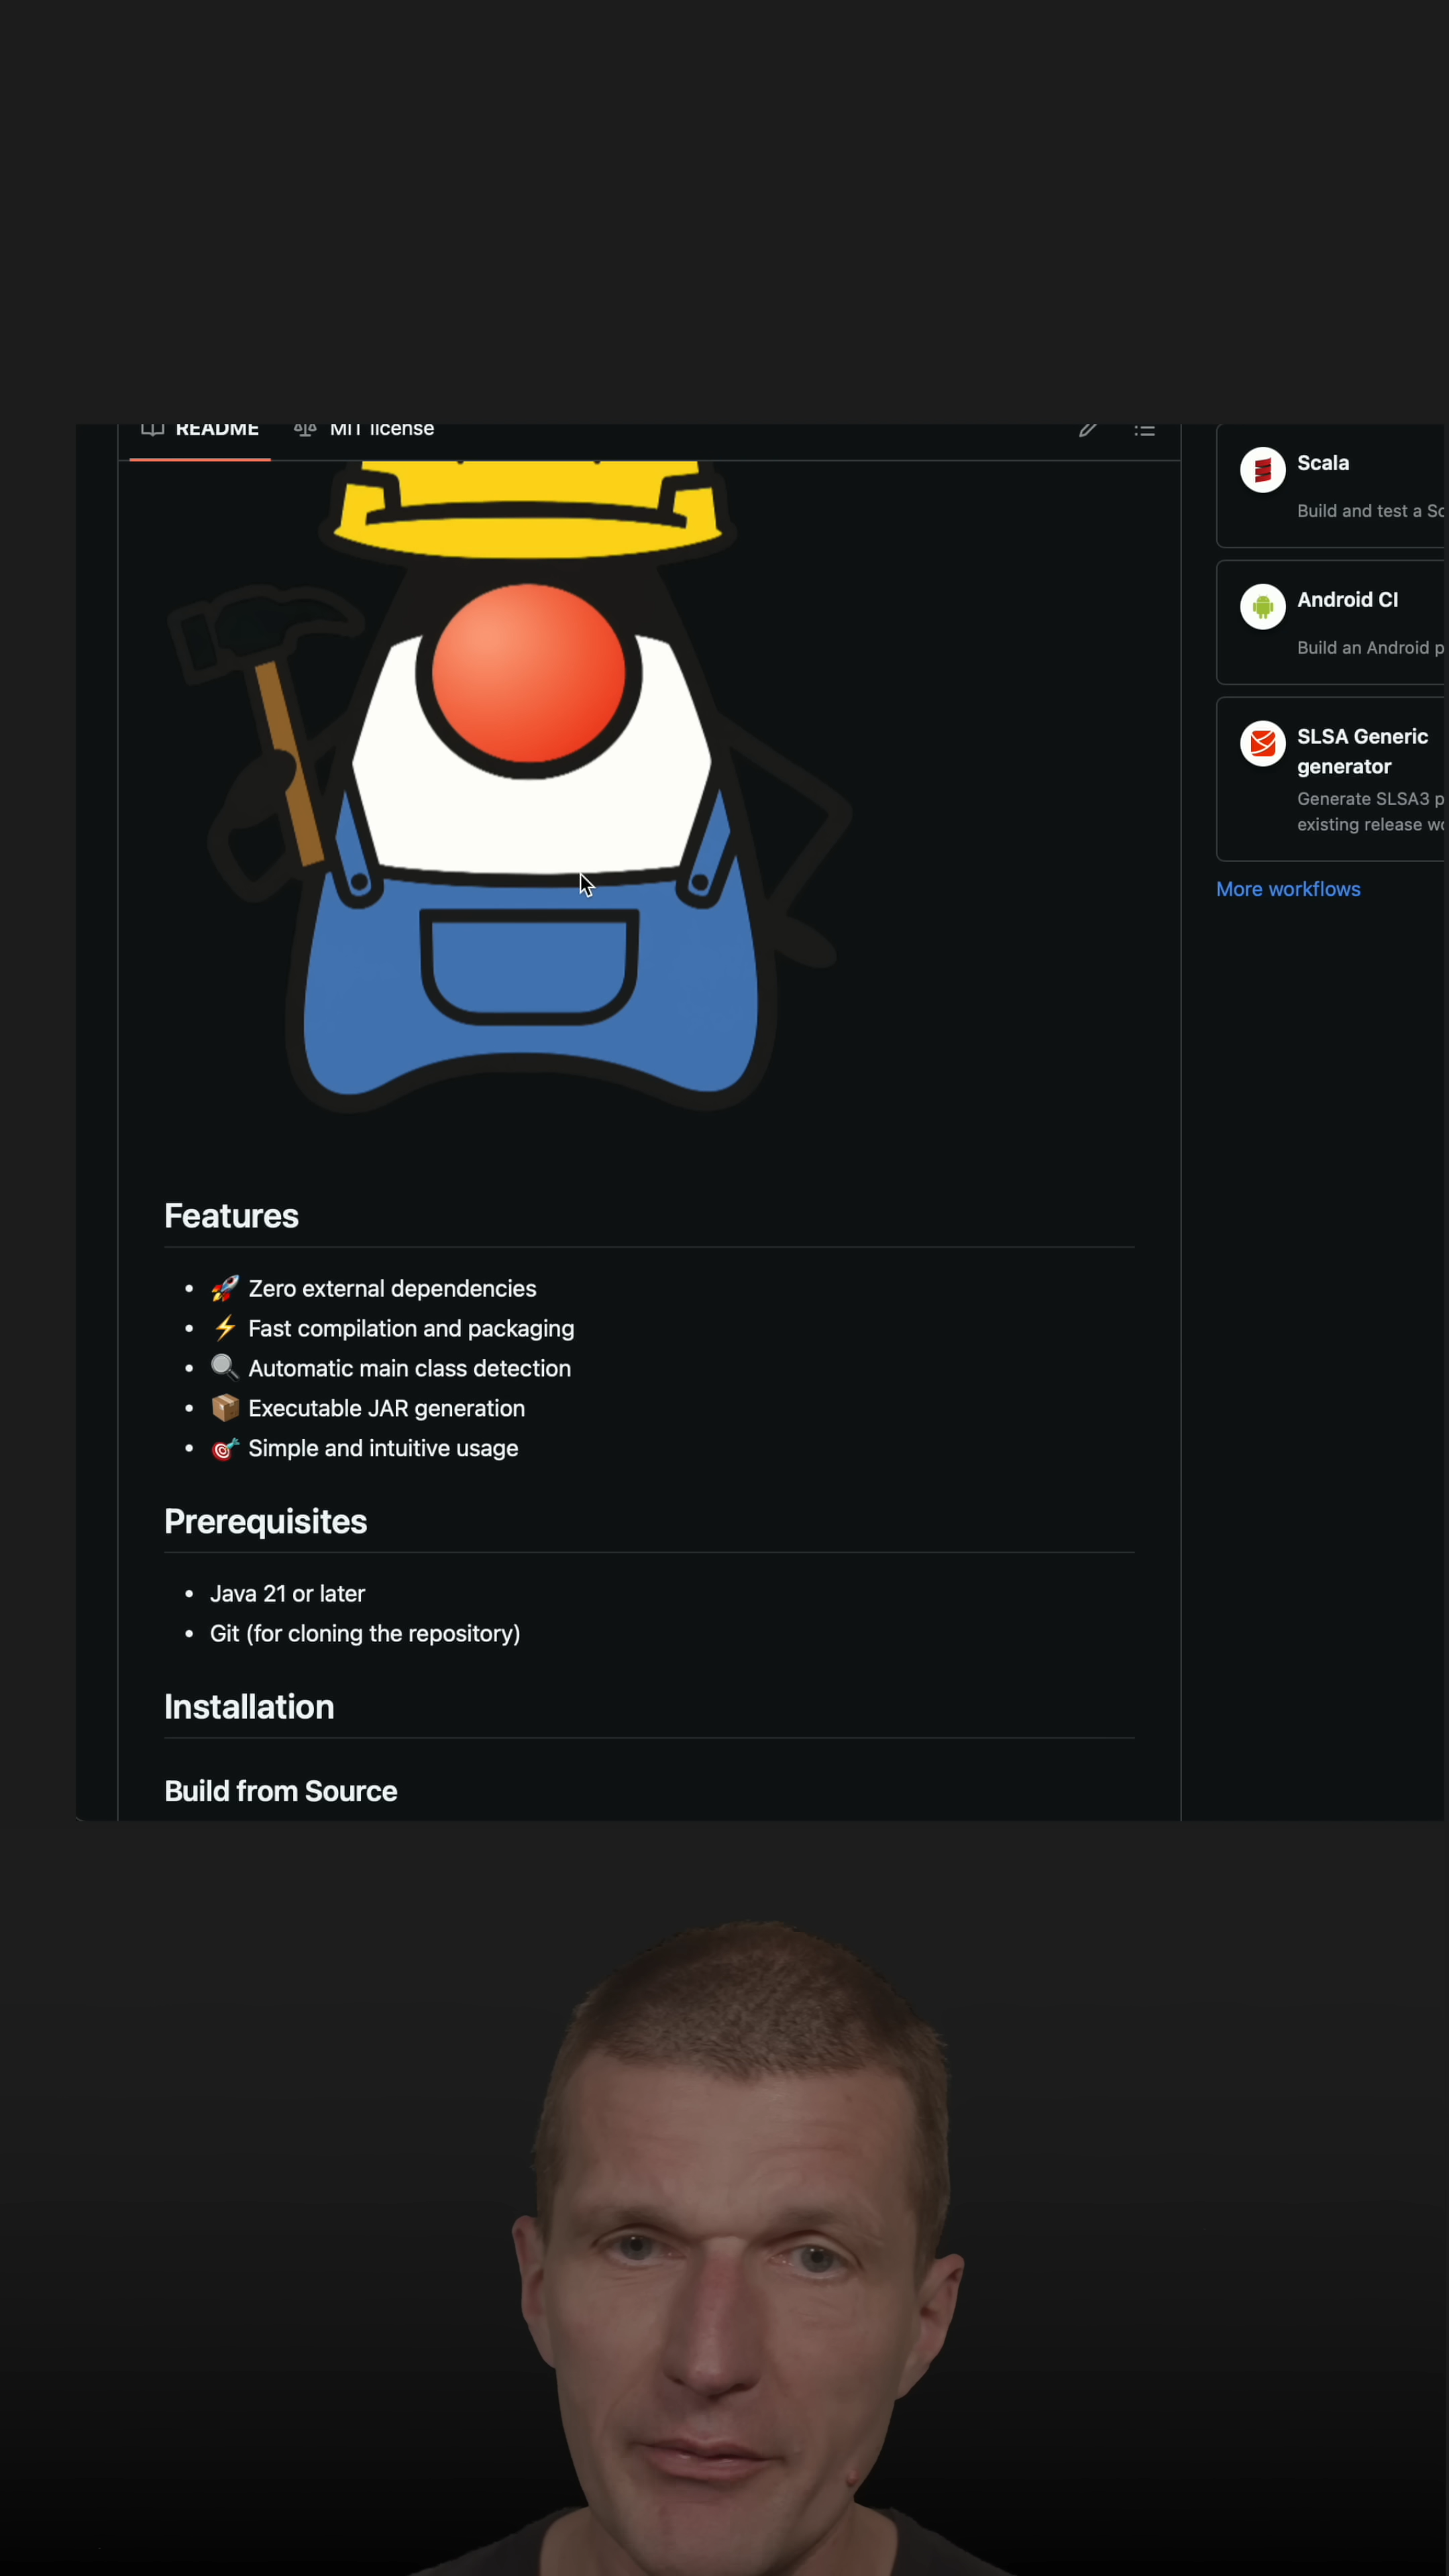 README
MIT license
Scala
Build and test a Sc
Android CI
Build an Android p
SLSA Generic
generator
Generate SLSA3 p
existing release wo
More workflows
Features
• 🚀 Zero external dependencies
• ⚡ Fast compilation and packaging
• 🔍 Automatic main class detection
• 📦 Executable JAR generation
• 🎯 Simple and intuitive usage
Prerequisites
• Java 21 or later
• Git (for cloning the repository)
Installation
Build from Source